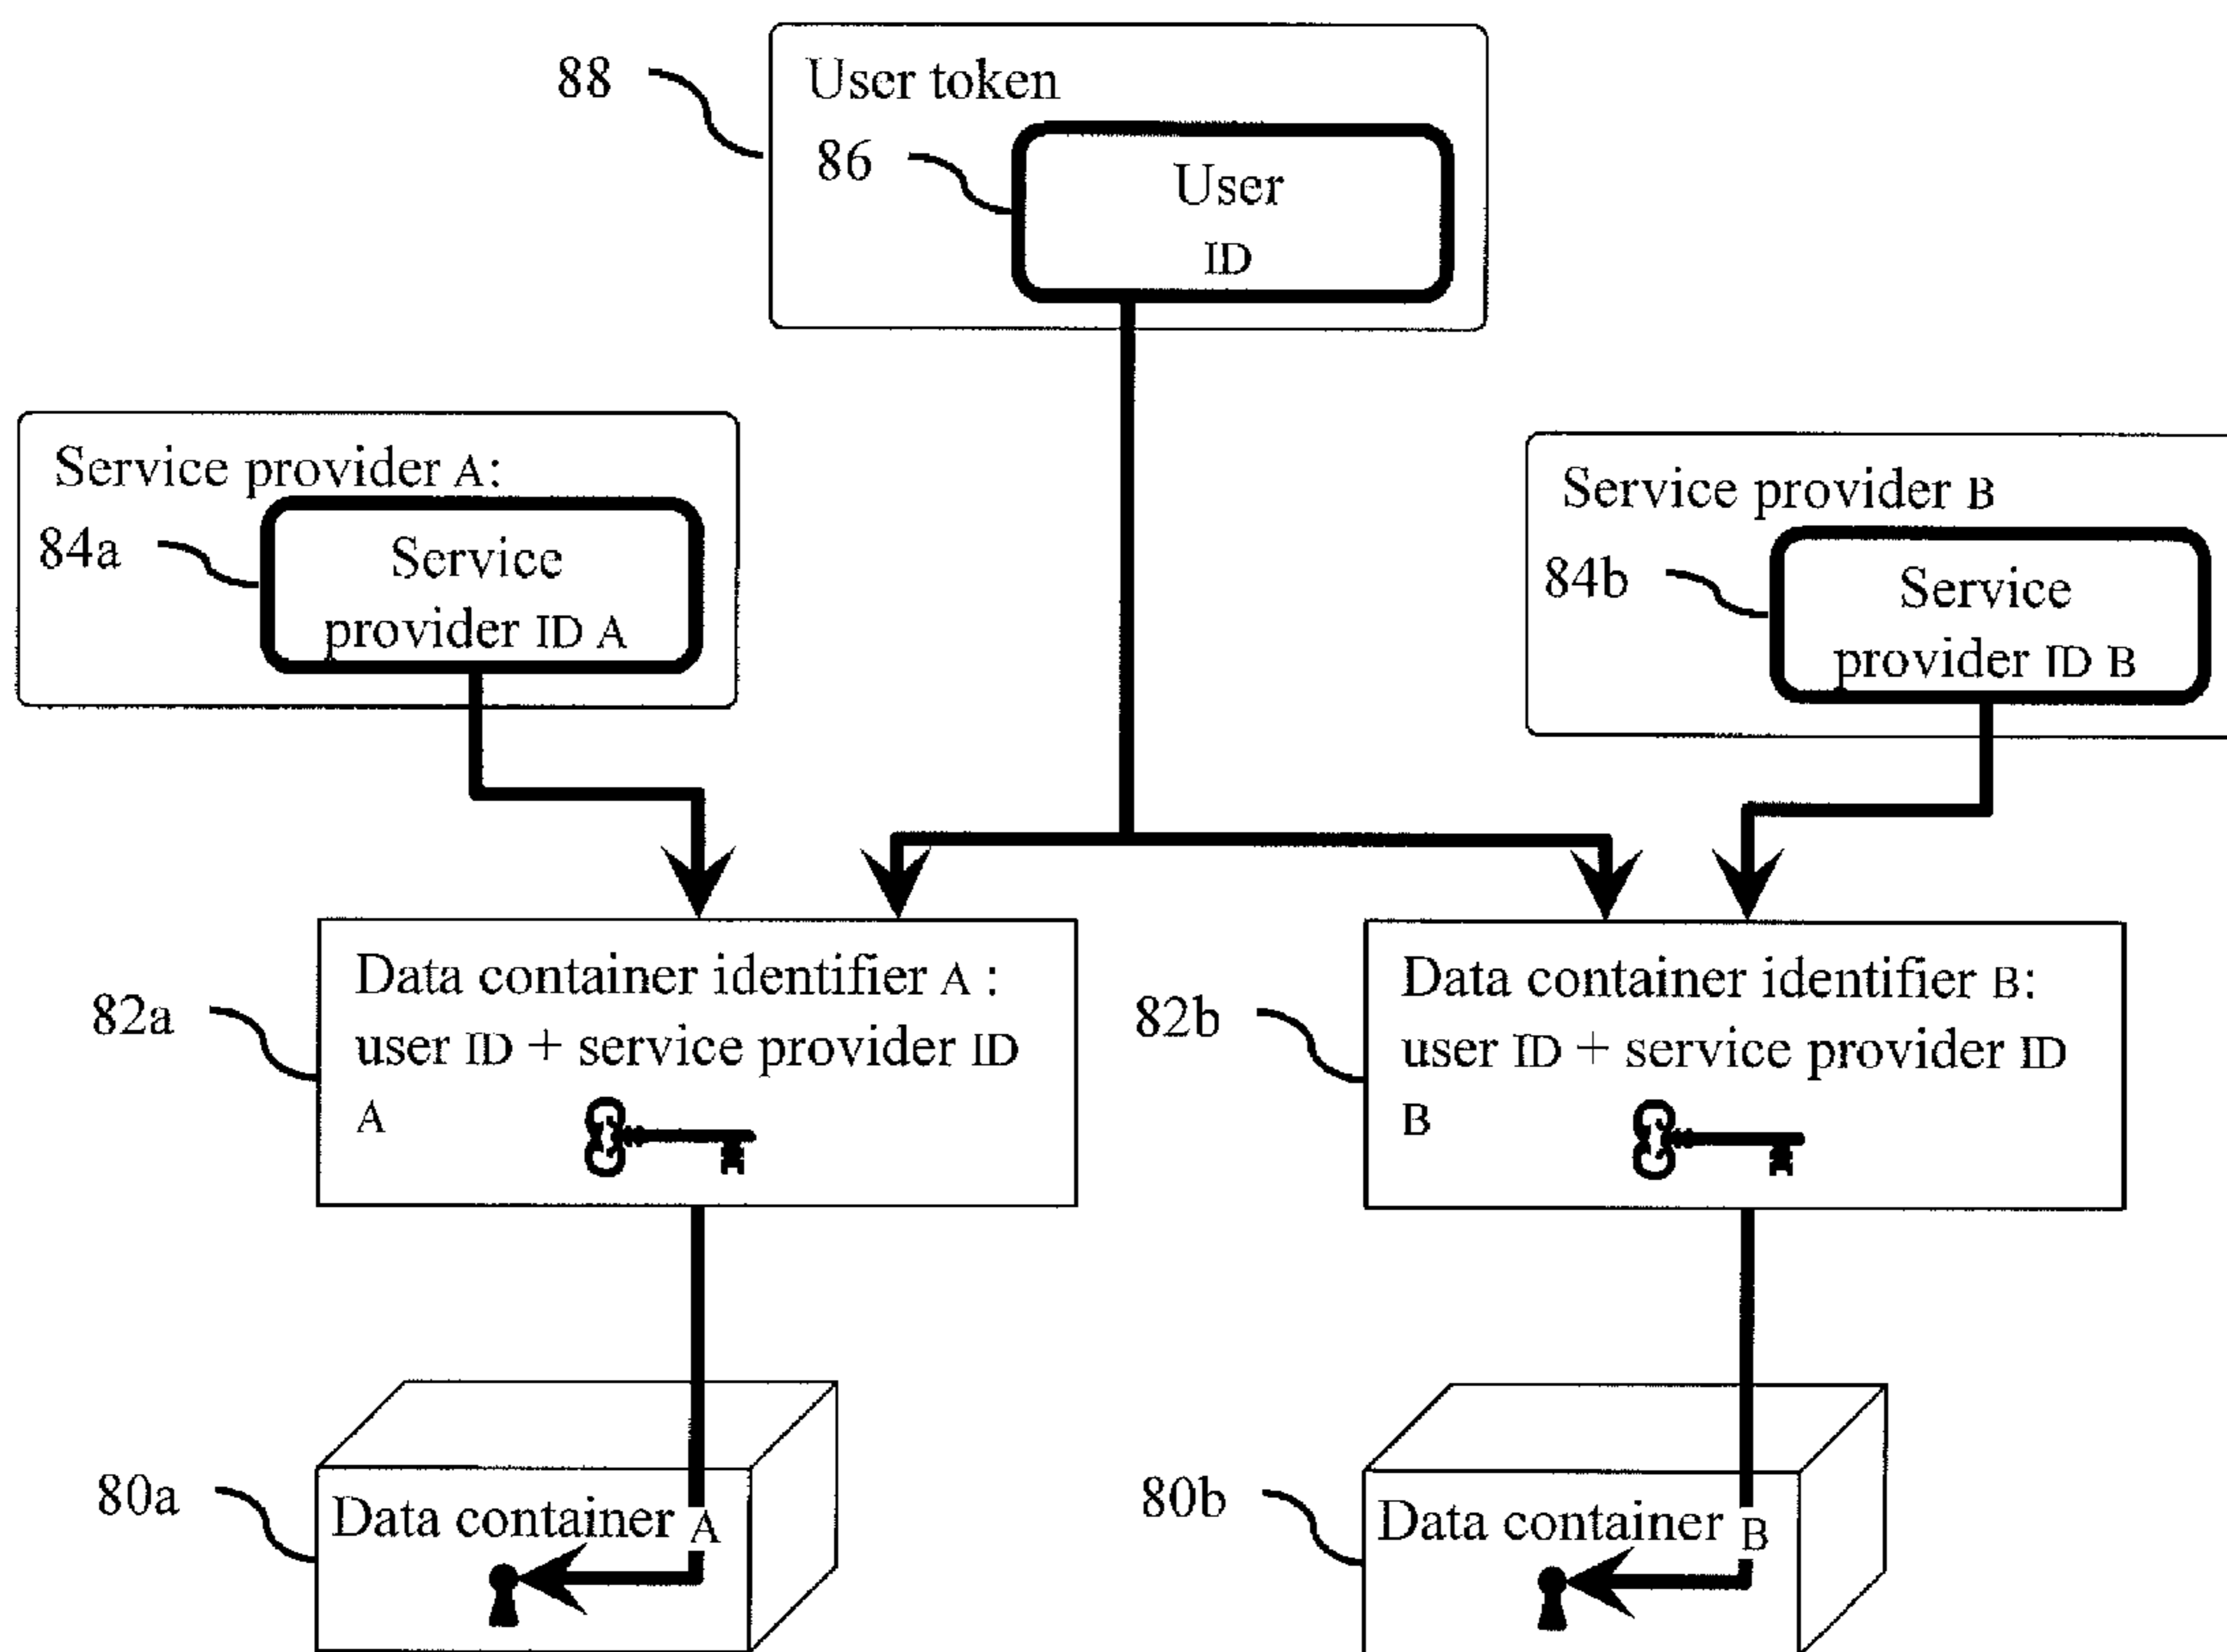 88
User token
86
User
ID
Service provider A:
84a
Service
provider ID A
Service provider B
84b
Service
provider ID B
82a
Data container identifier A :
user ID + service provider ID
A
82b
Data container identifier B:
user ID + service provider ID
B
80a
Data container A
80b
Data container B